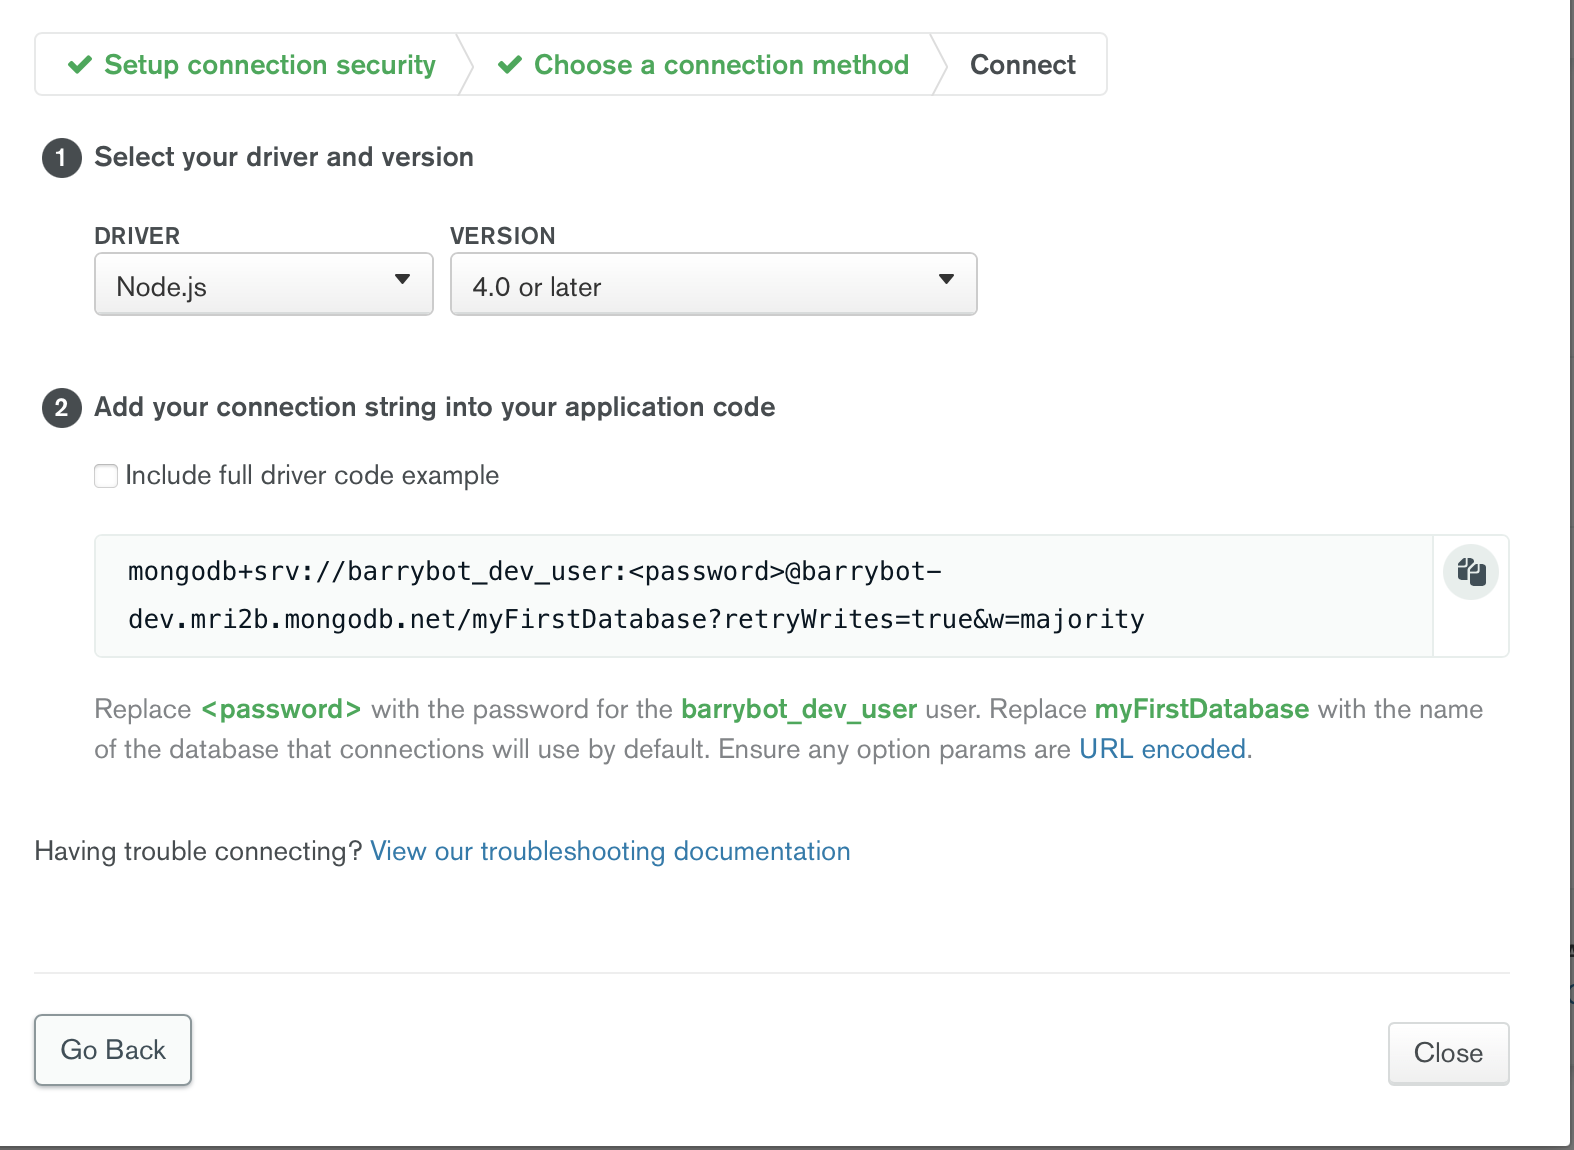 Setup connection security
Choose a connection method
Connect
1 Select your driver and version
DRIVER
VERSION
Node.js
4.0 or later
2 Add your connection string into your application code
Include full driver code example
mongodb+srv://barrybot_dev_user:<password>@barrybot-
dev.mri2b.mongodb.net/myFirstDatabase?retryWrites=true&w=majority
Replace <password> with the password for the barrybot_dev_user user. Replace myFirstDatabase with the name
of the database that connections will use by default. Ensure any option params are URL encoded.
Having trouble connecting? View our troubleshooting documentation
Go Back
Close